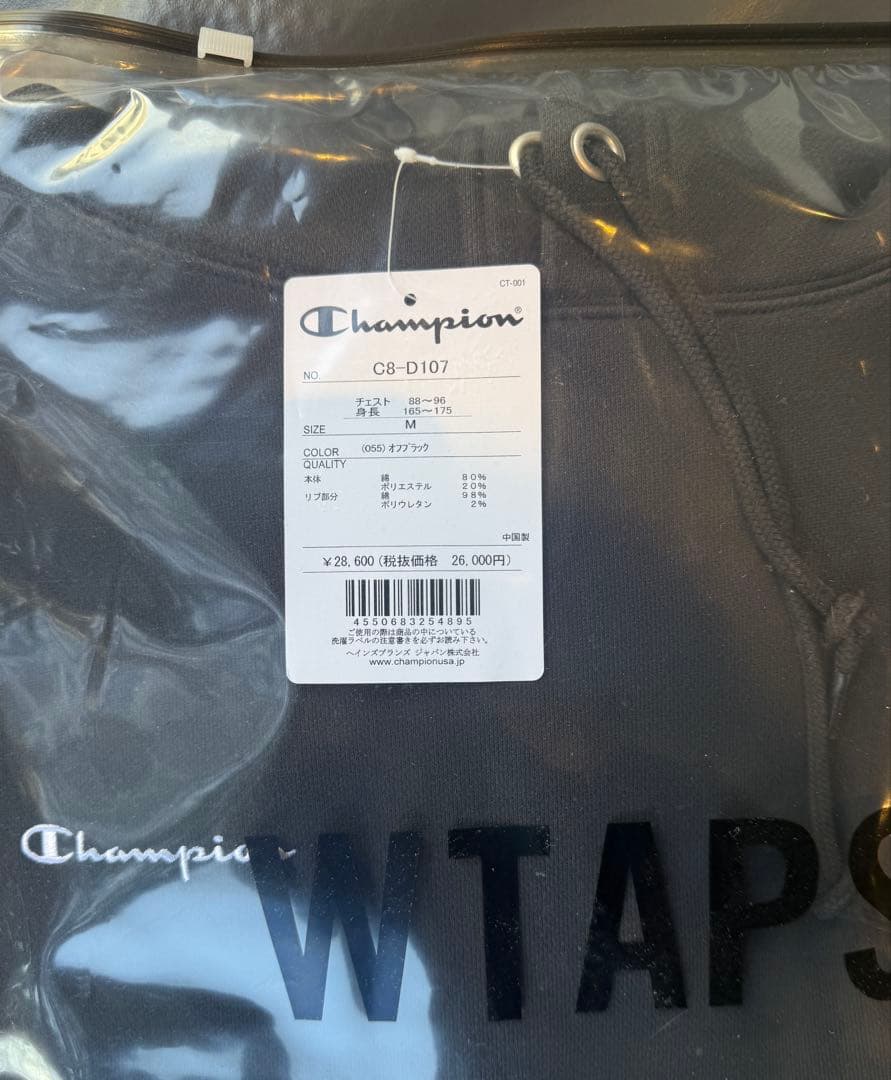 CT-001
Champion®
NO. C8-D107
チェスト 88～96
身長 165～175
SIZE M
COLOR (055)オフブラック
QUALITY
本体 綿 80%
ポリエステル 20%
リブ部分 綿 98%
ポリウレタン 2%
中国製
¥28,600(税抜価格 26,000円)
4550683254895
ご使用の際は商品の中についている
洗濯ラベルの注意書きを必ずお読み下さい。
ヘインズブランズ ジャパン株式会社
www.championusa.jp
Champion
WTAPS